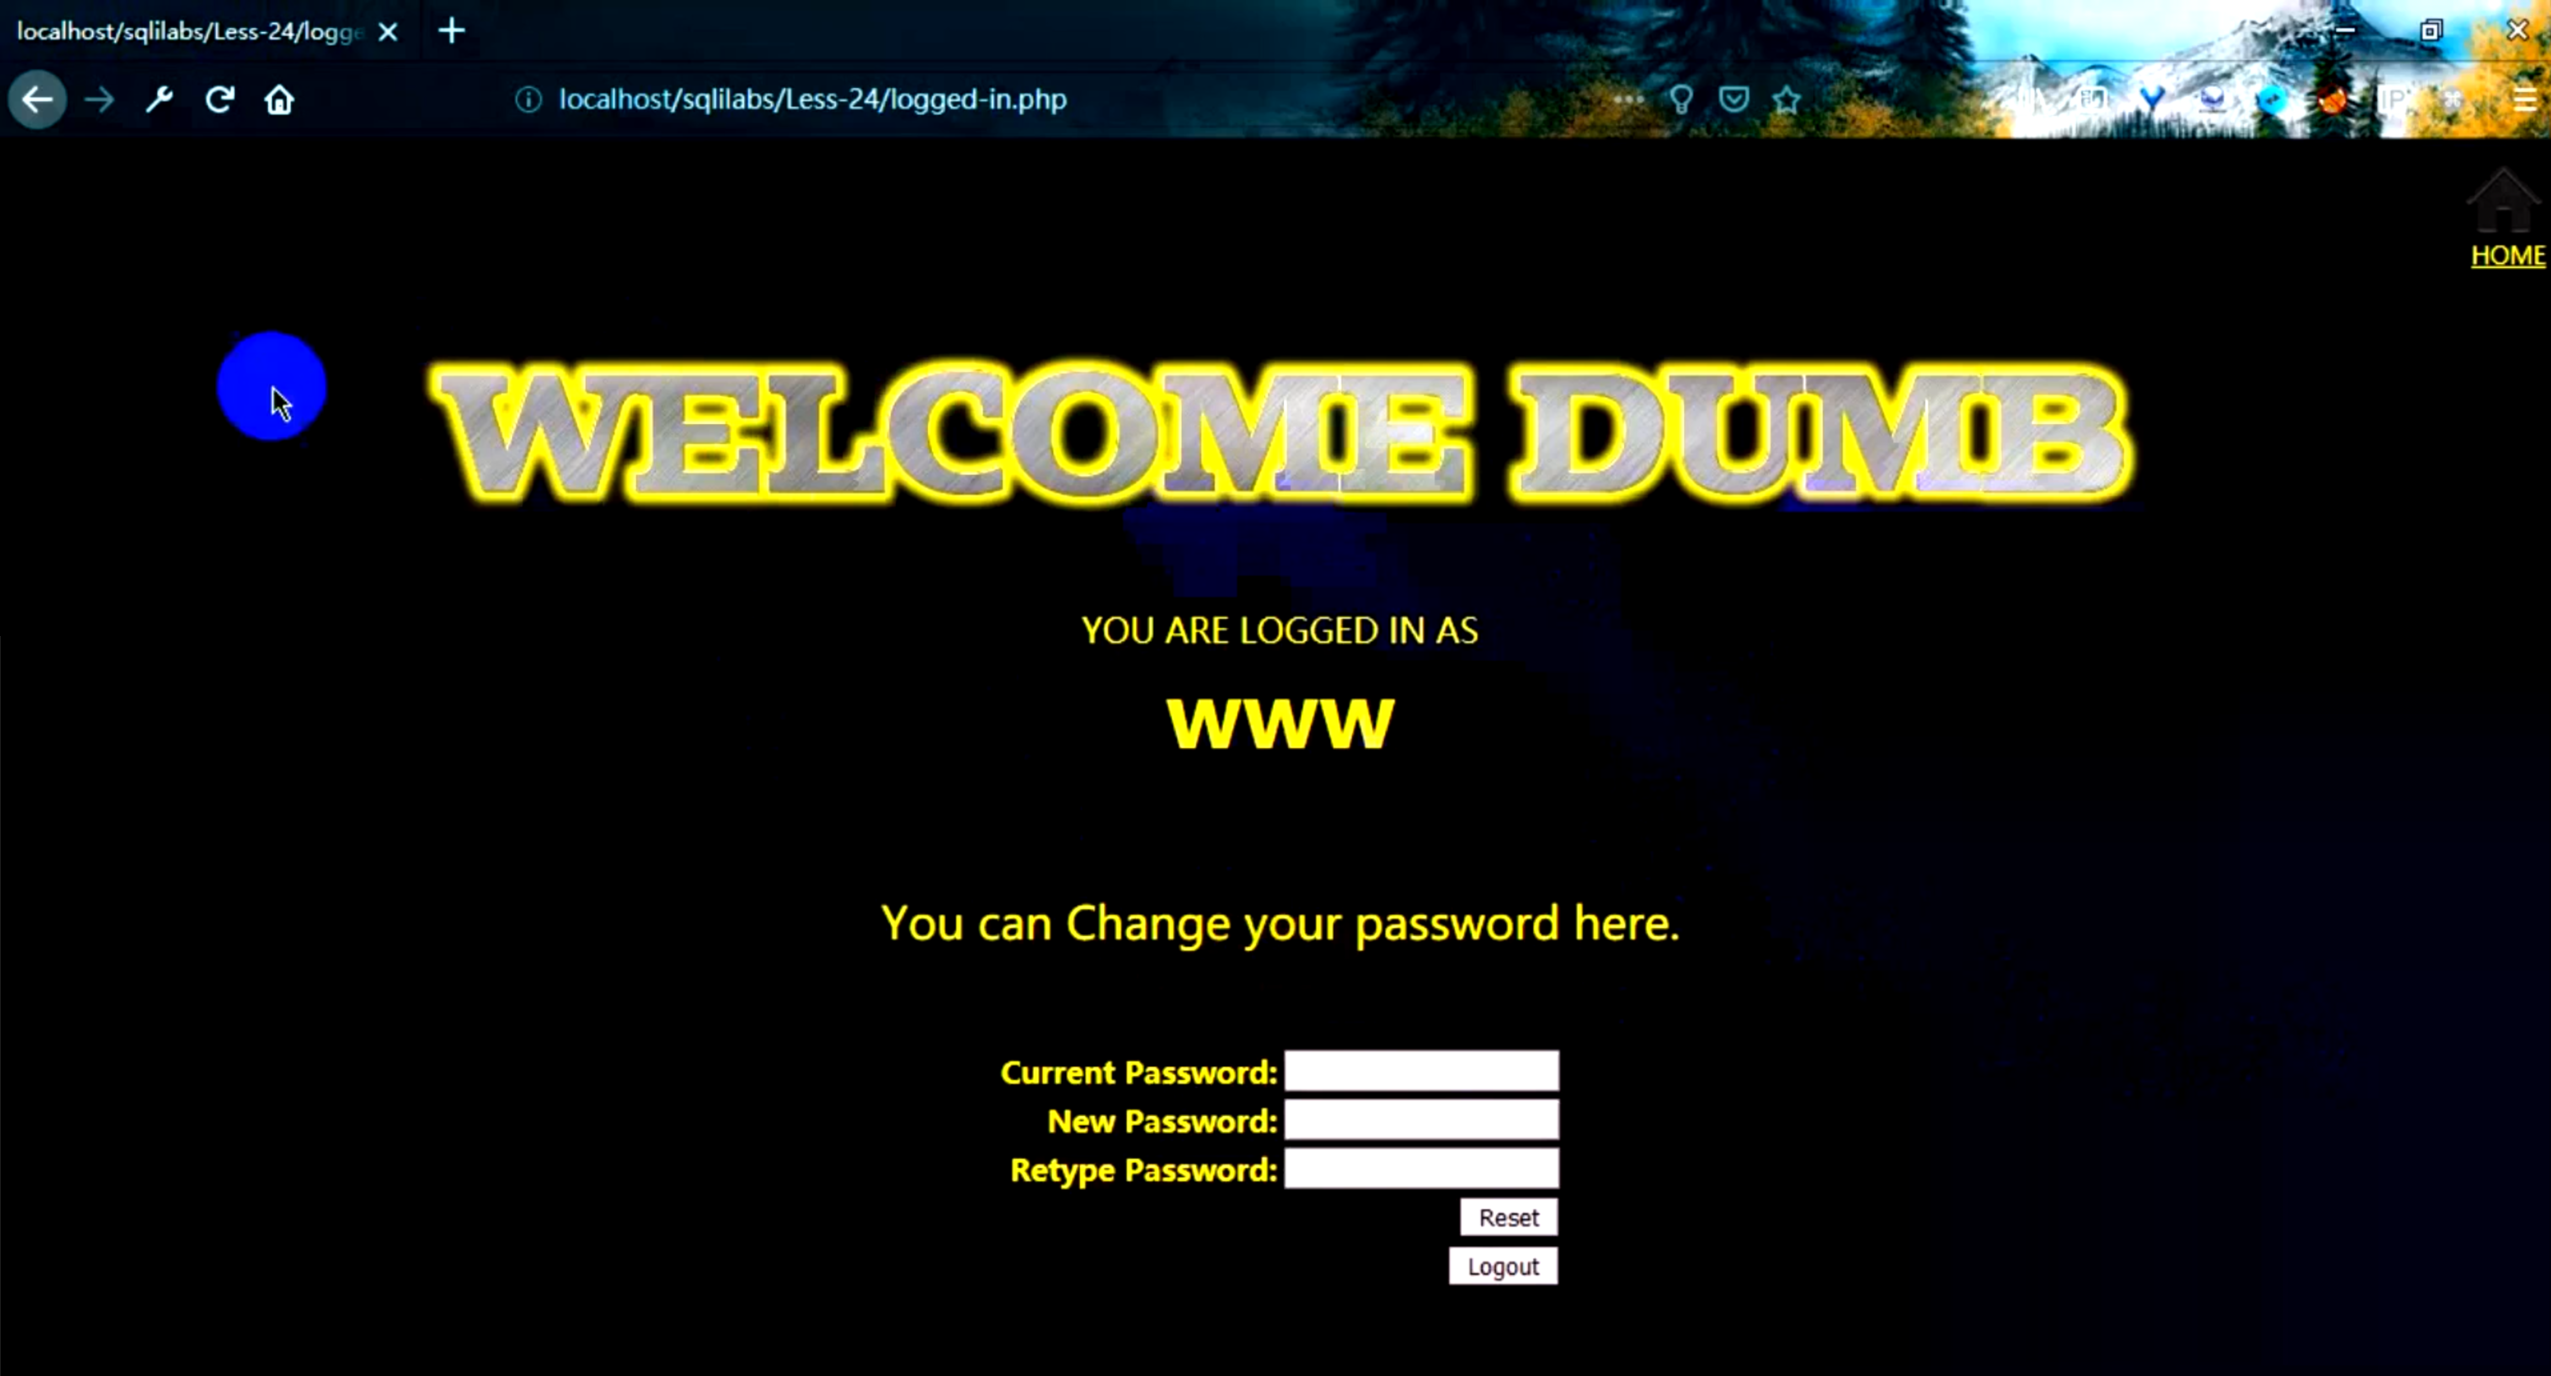 localhost/sqlilabs/Less-24/logge
localhost/sqlilabs/Less-24/logged-in.php
HOME
WELCOME DUMB
YOU ARE LOGGED IN AS
www
You can Change your password here.
Current Password:
New Password:
Retype Password:
Reset
Logout